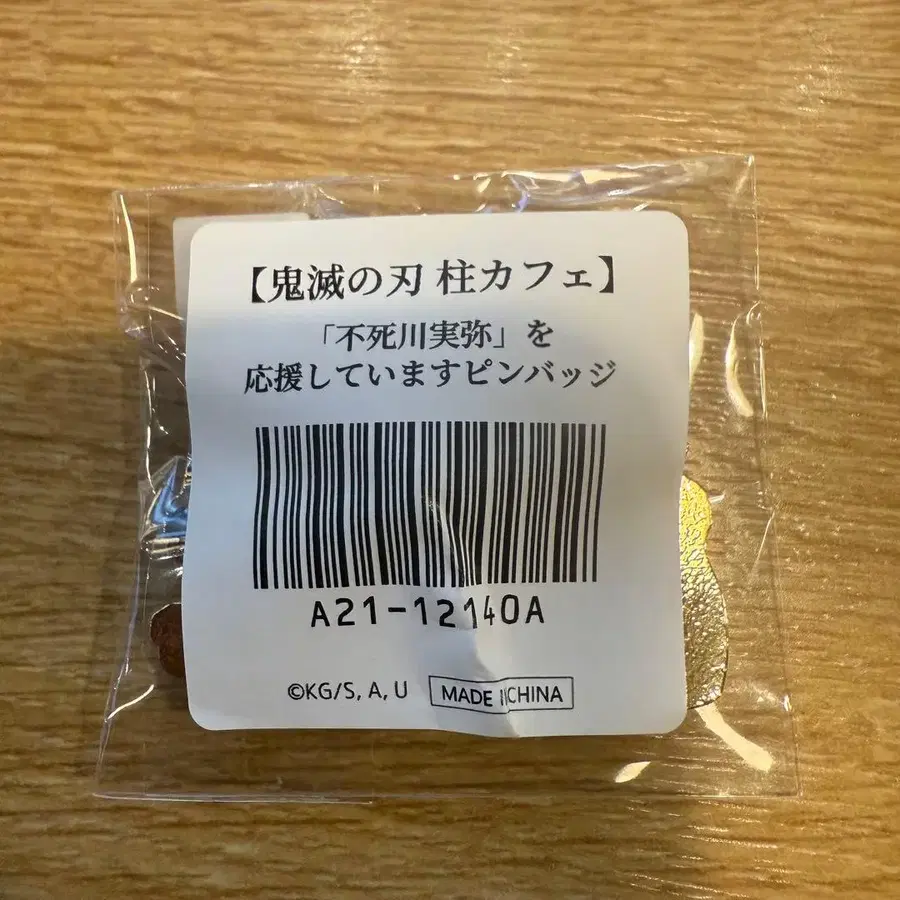 【鬼滅の刃 柱カフェ】
「不死川実弥」を
応援していますピンバッジ
A21-12140A
©KG/S, A, U
MADE IN CHINA